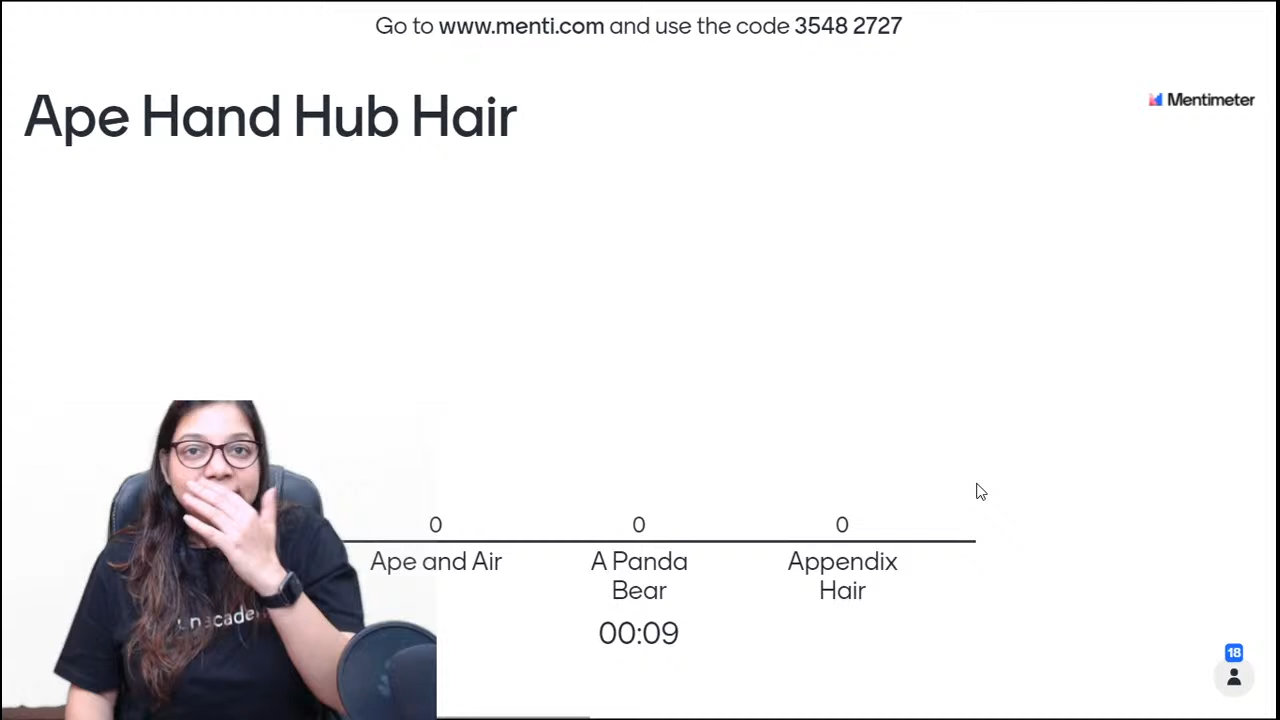 Go to www.menti.com and use the code 3548 2727
Ape Hand Hub Hair
Mentimeter
0 0 0
Ape and Air
A Panda
Bear
Appendix
Hair
00:09
18